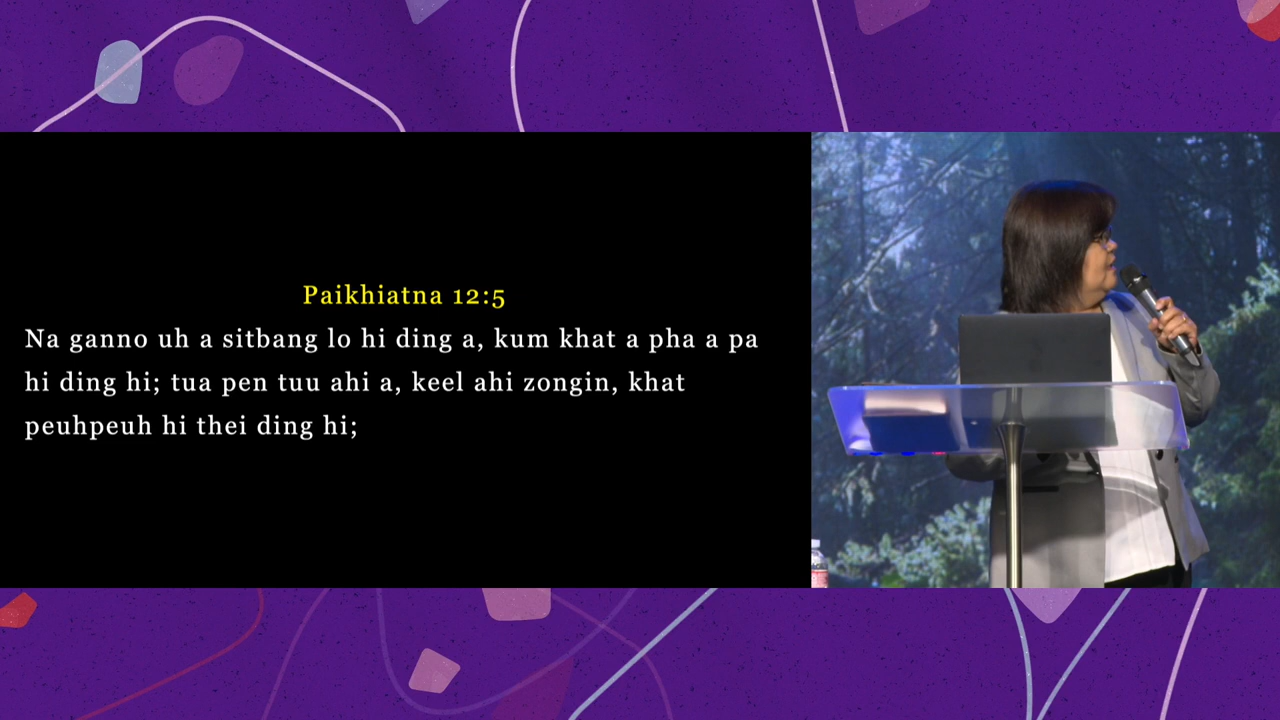 Paikhiatna 12:5
Na ganno uh a sitbang lo hi ding a, kum khat a pha a pa
hi ding hi; tua pen tuu ahi a, keel ahi zongin, khat
peuhpeuh hi thei ding hi;